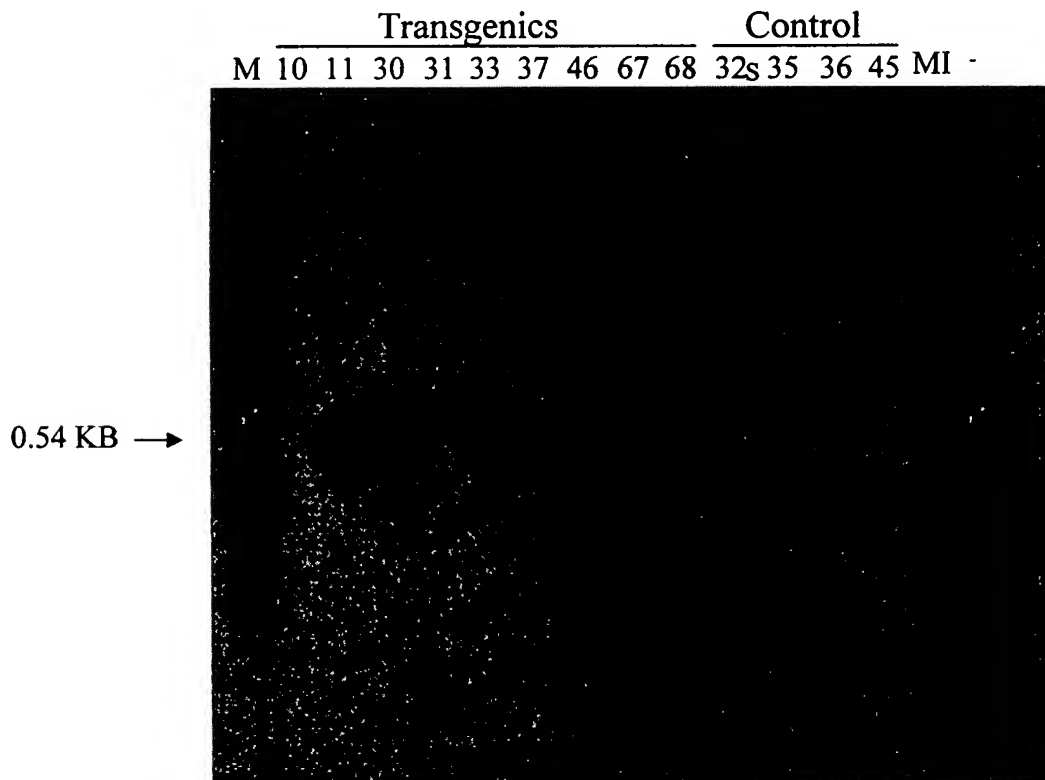 Transgenics Control
M 10 11 30 31 33 37 46 67 68 32s 35 36 45 MI -
0.54 KB →